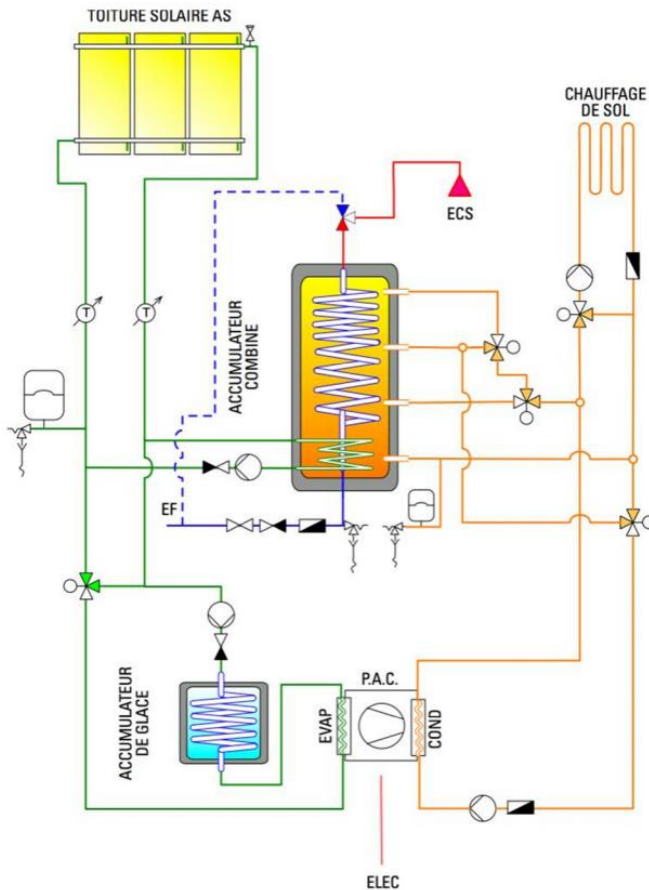 TOITURE SOLAIRE AS
CHAUFFAGE
DE SOL
ECS
ACCUMULATEUR
COMBINE
T
T
EF
ACCUMULATEUR
DE GLACE
P.A.C.
EVAP
COND
ELEC